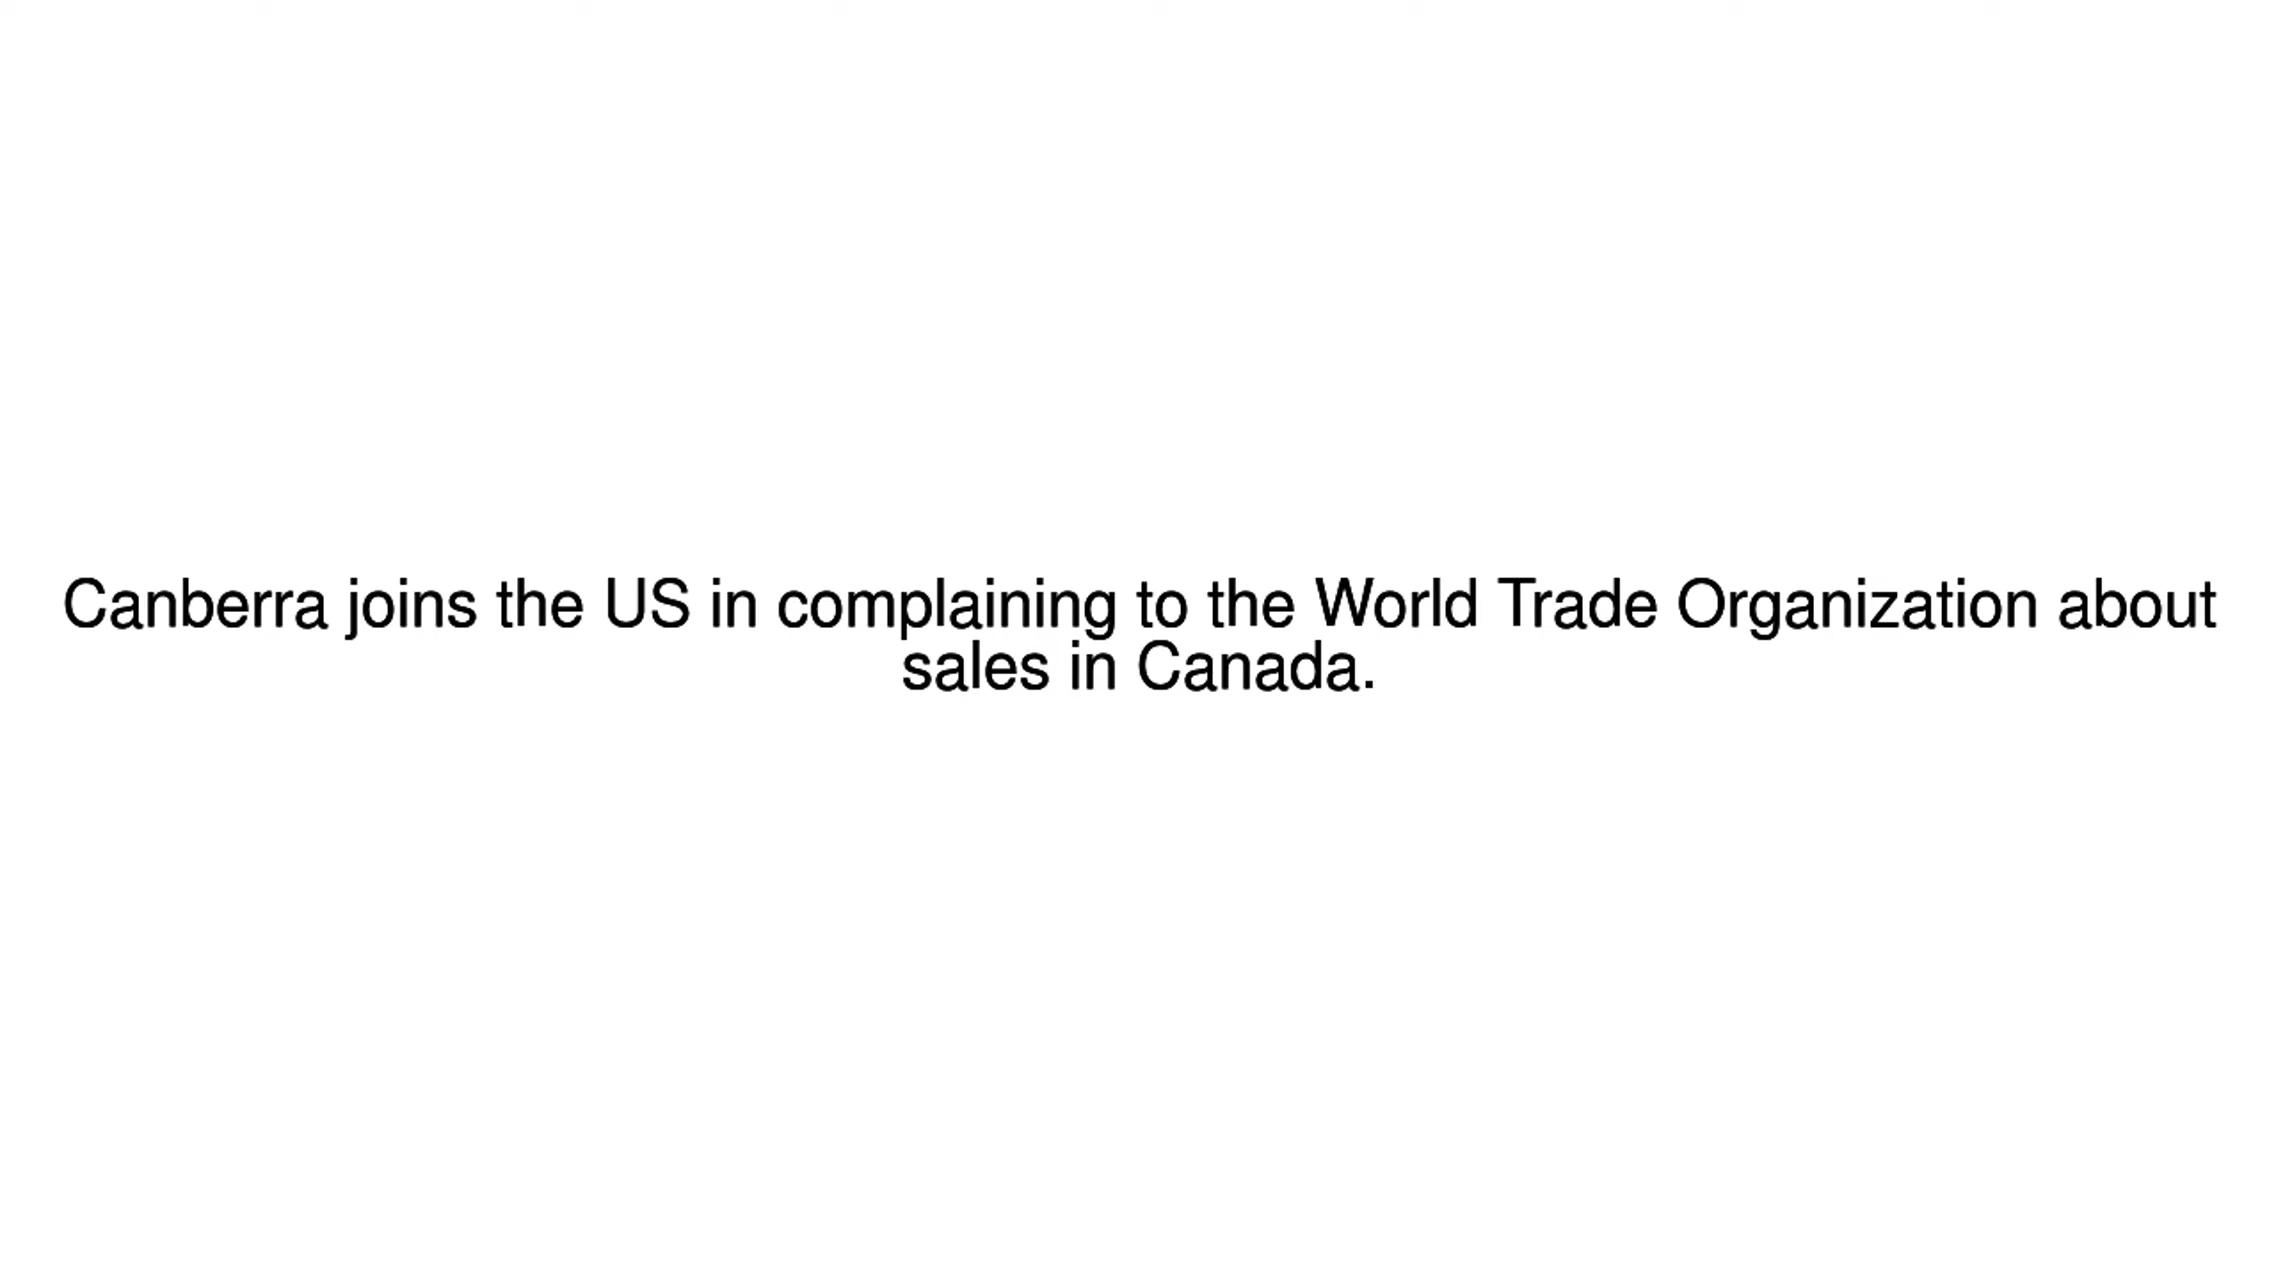 Canberra joins the US in complaining to the World Trade Organization about
sales in Canada.